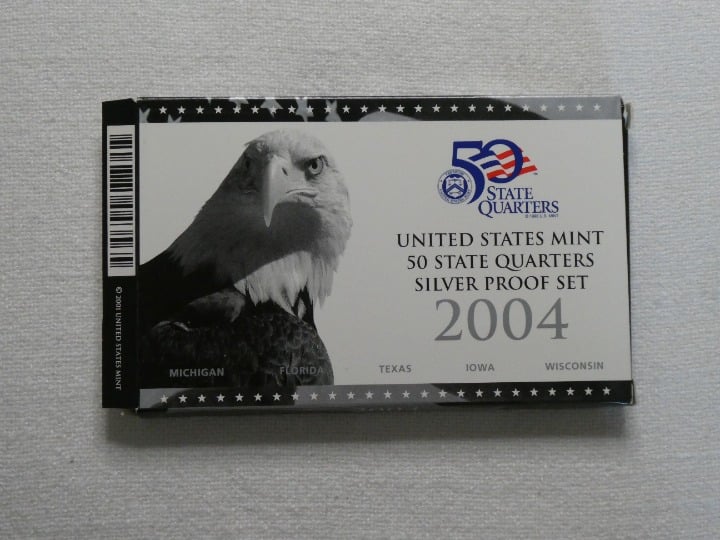 50
STATE
QUARTERS
UNITED STATES MINT
50 STATE QUARTERS
SILVER PROOF SET
2004
MICHIGAN FLORIDA TEXAS IOWA WISCONSIN
© 2001 UNITED STATES MINT